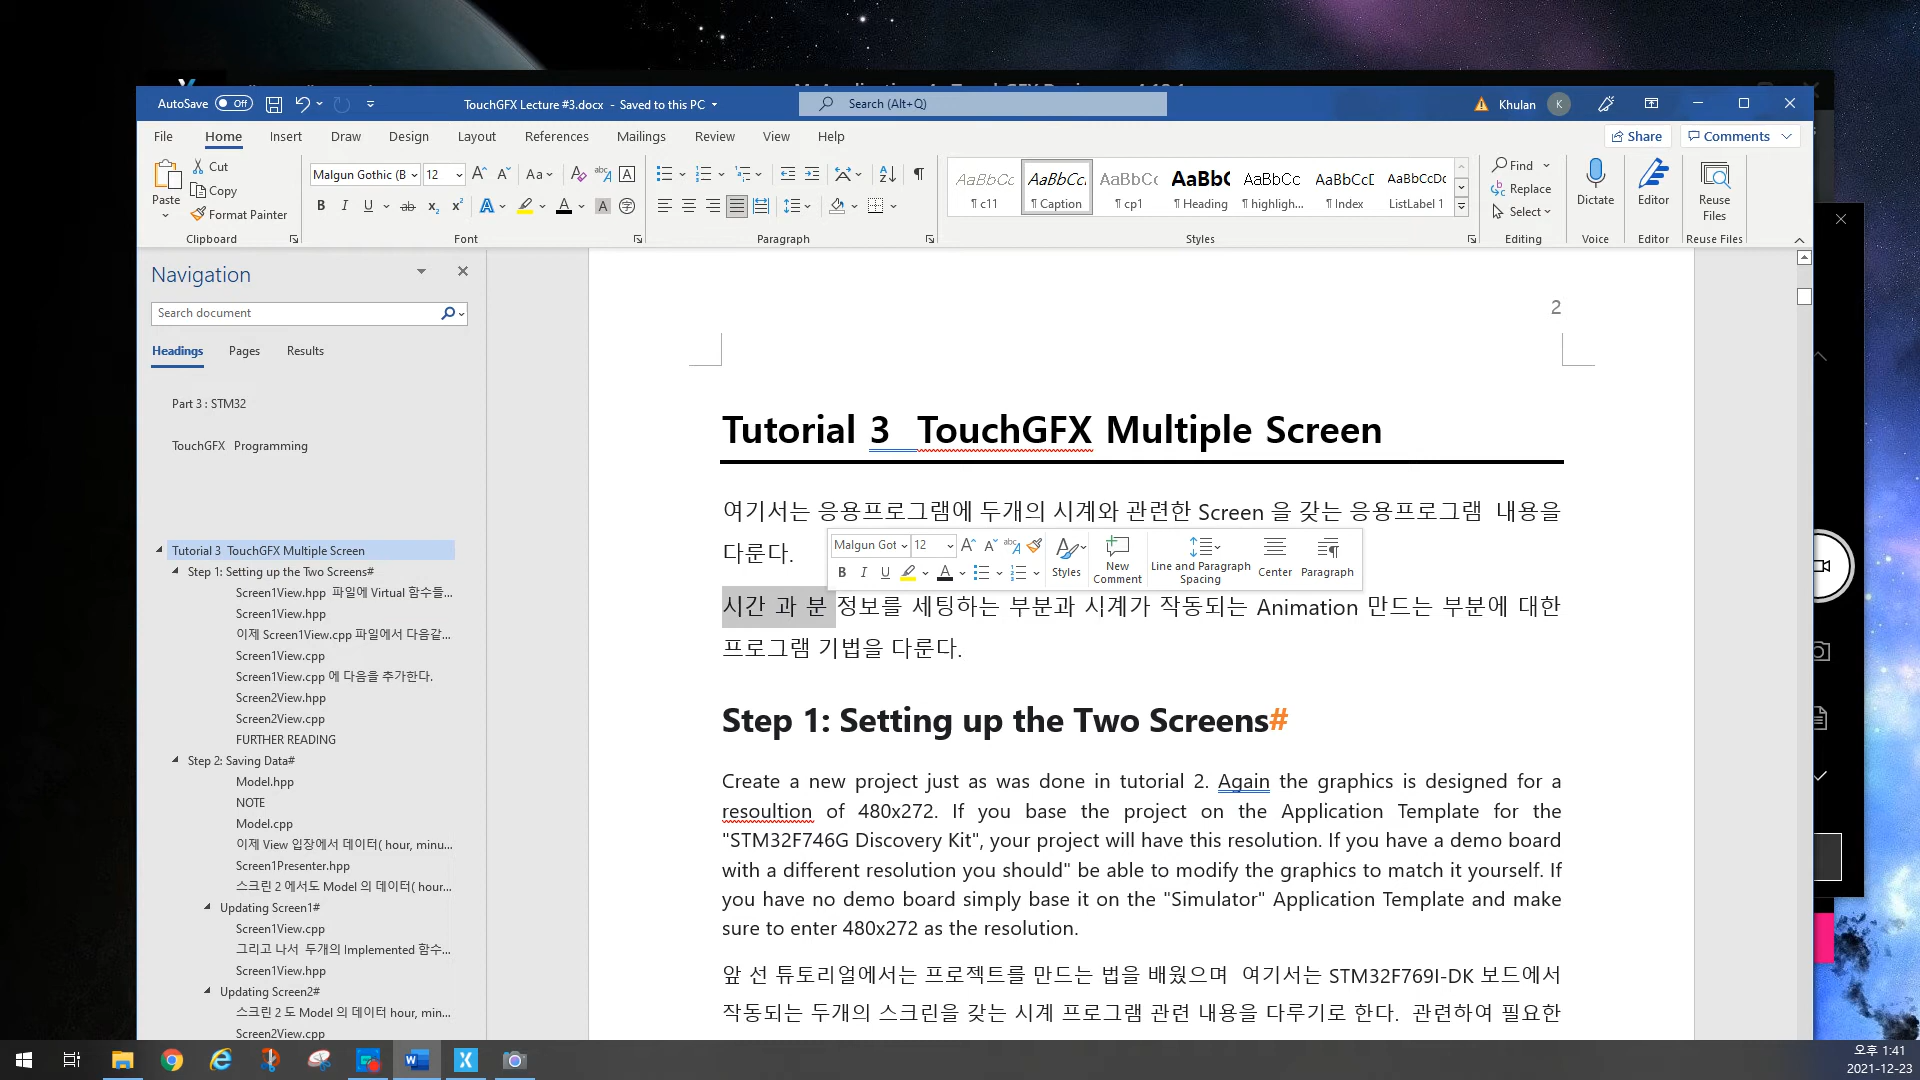 AutoSave Off TouchGFX Lecture #3.docx - Saved to this PC Search (Alt+Q) Khulan K
File Home Insert Draw Design Layout References Mailings Review View Help Share Comments
Paste Cut Copy Format Painter
Clipboard
Malgun Gothic (B 12
Font
Paragraph
AaBbCc AaBbCc AaBbCc AaBbC AaBbCc AaBbCcD AaBbCcDc
¶ c11 ¶ Caption ¶ cp1 ¶ Heading ¶ highligh... ¶ Index ListLabel 1
Styles
Find
Replace
Select
Editing
Dictate
Voice
Editor
Editor
Reuse
Files
Reuse Files
Navigation
Search document
Headings Pages Results
Part 3 : STM32
TouchGFX Programming
Tutorial 3 TouchGFX Multiple Screen
Step 1: Setting up the Two Screens#
Screen1View.hpp 파일에 Virtual 함수들...
Screen1View.hpp
이제 Screen1View.cpp 파일에서 다음같...
Screen1View.cpp
Screen1View.cpp 에 다음을 추가한다.
Screen2View.hpp
Screen2View.cpp
FURTHER READING
Step 2: Saving Data#
Model.hpp
NOTE
Model.cpp
이제 View 입장에서 데이터( hour, minu...
Screen1Presenter.hpp
스크린 2 에서도 Model 의 데이터( hour...
Updating Screen1#
Screen1View.cpp
그리고 나서 두개의 Implemented 함수...
Screen1View.hpp
Updating Screen2#
스크린 2 도 Model 의 데이터 hour, min...
Screen2View.cpp
2
Tutorial 3 TouchGFX Multiple Screen
여기서는 응용프로그램에 두개의 시계와 관련한 Screen 을 갖는 응용프로그램 내용을
다룬다.
Malgun Got 12
Styles
New
Comment
Line and Paragraph
Spacing
Center
Paragraph
시간 과 분 정보를 세팅하는 부분과 시계가 작동되는 Animation 만드는 부분에 대한
프로그램 기법을 다룬다.
Step 1: Setting up the Two Screens#
Create a new project just as was done in tutorial 2. Again the graphics is designed for a
resoultion of 480x272. If you base the project on the Application Template for the
"STM32F746G Discovery Kit", your project will have this resolution. If you have a demo board
with a different resolution you should" be able to modify the graphics to match it yourself. If
you have no demo board simply base it on the "Simulator" Application Template and make
sure to enter 480x272 as the resolution.
앞 선 튜토리얼에서는 프로젝트를 만드는 법을 배웠으며 여기서는 STM32F769I-DK 보드에서
작동되는 두개의 스크린을 갖는 시계 프로그램 관련 내용을 다루기로 한다. 관련하여 필요한
오후 1:41
2021-12-23